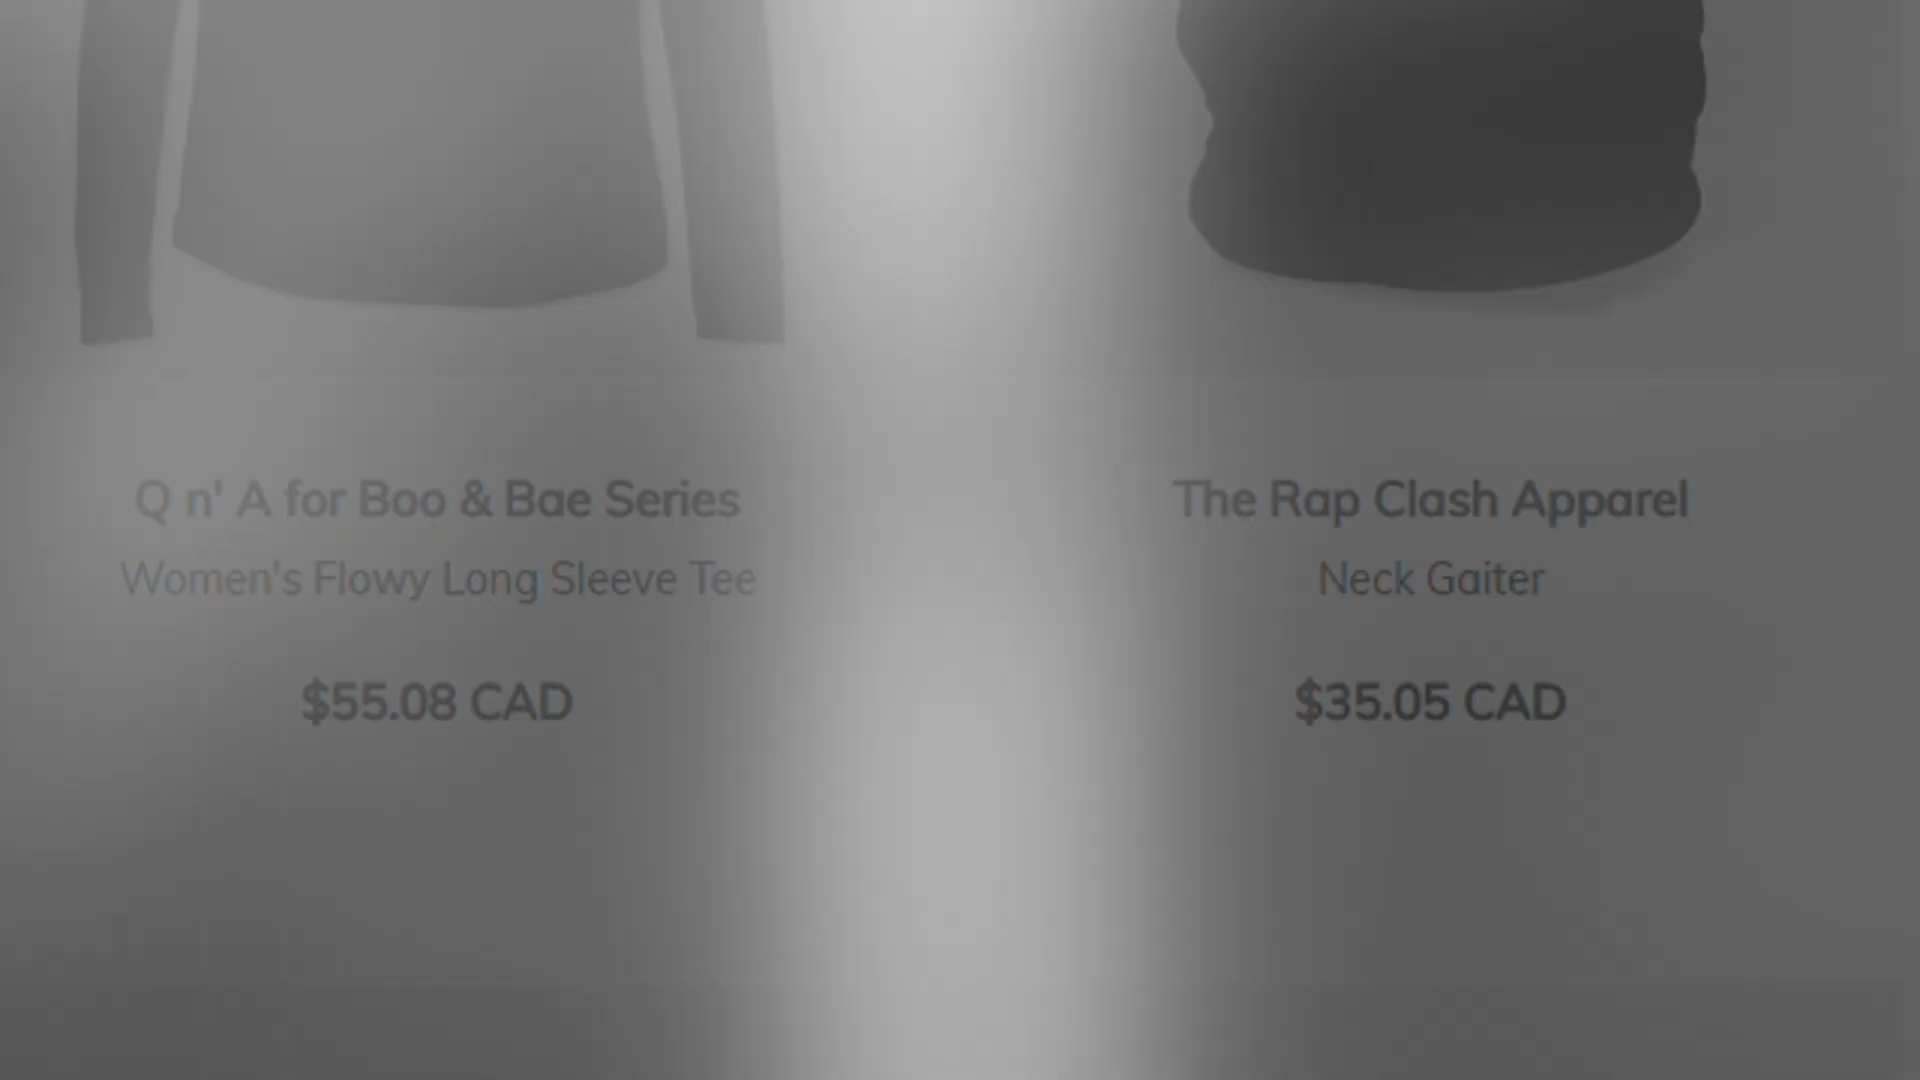 Q n' A for Boo & Bae Series
Women's Flowy Long Sleeve Tee
$55.08 CAD
The Rap Clash Apparel
Neck Gaiter
$35.05 CAD